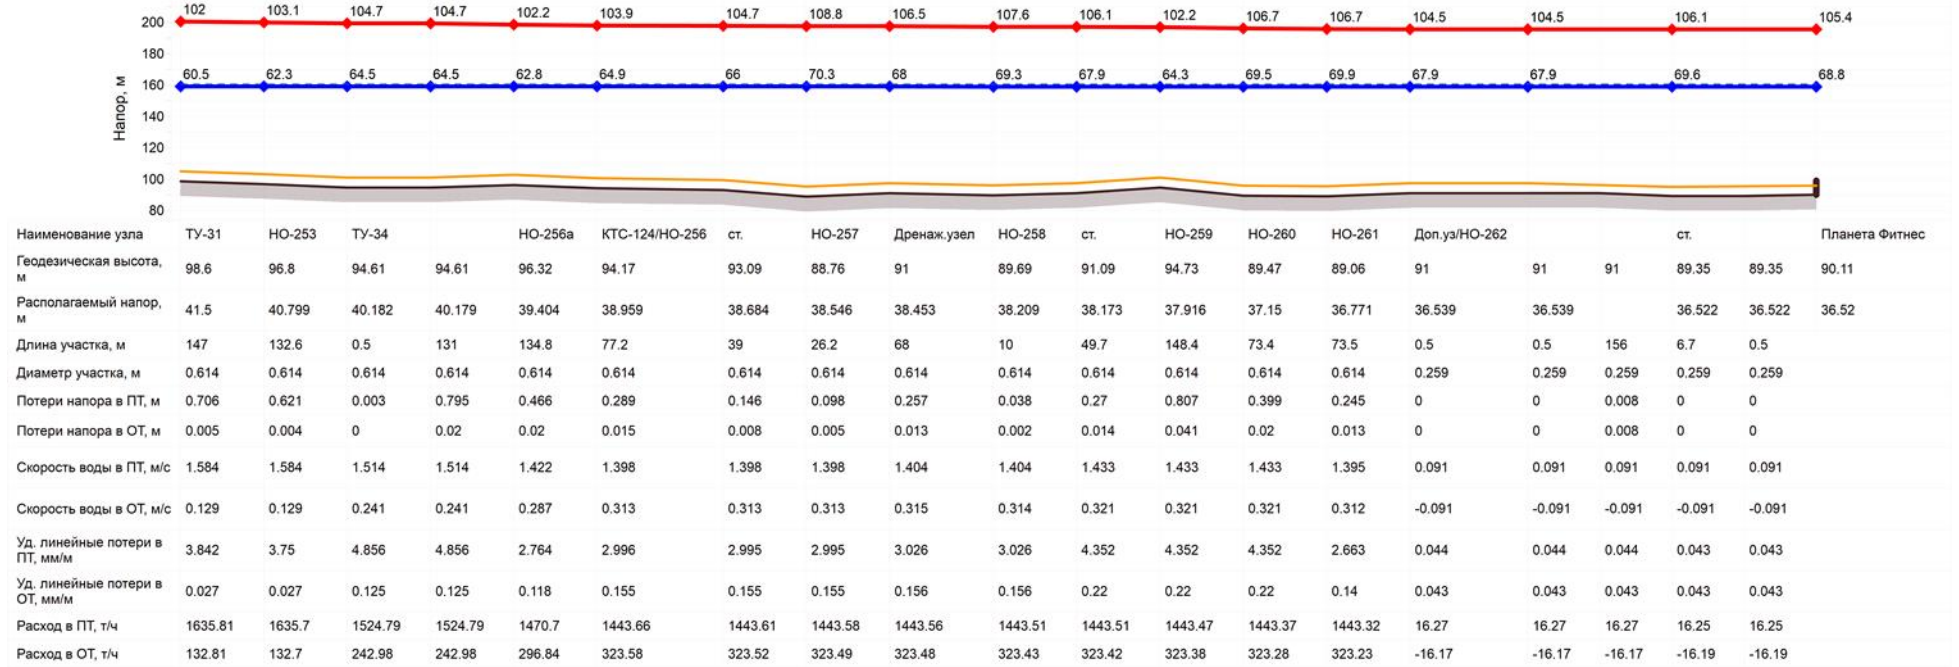 102 103.1 104.7 104.7 102.2 103.9 104.7 108.8 106.5 107.6 106.1 102.2 106.7 106.7 104.5 104.5 106.1 105.4
200
180
60.5 62.3 64.5 64.5 62.8 64.9 66 70.3 68 69.3 67.9 64.3 69.5 69.9 67.9 67.9 69.6 68.8
160
Напор, м
140
120
100
80
Наименование узла ТУ-31 НО-253 ТУ-34 НО-256а КТС-124/НО-256 ст. НО-257 Дренаж.узел НО-258 ст. НО-259 НО-260 НО-261 Доп.уз/НО-262 ст. Планета Фитнес
Геодезическая высота,
м 98.6 96.8 94.61 94.61 96.32 94.17 93.09 88.76 91 89.69 91.09 94.73 89.47 89.06 91 91 91 89.35 89.35 90.11
Располагаемый напор,
м 41.5 40.799 40.182 40.179 39.404 38.959 38.684 38.546 38.453 38.209 38.173 37.916 37.15 36.771 36.539 36.539 36.522 36.522 36.52
Длина участка, м 147 132.6 0.5 131 134.8 77.2 39 26.2 68 10 49.7 148.4 73.4 73.5 0.5 0.5 156 6.7 0.5
Диаметр участка, м 0.614 0.614 0.614 0.614 0.614 0.614 0.614 0.614 0.614 0.614 0.614 0.614 0.614 0.614 0.259 0.259 0.259 0.259 0.259
Потери напора в ПТ, м 0.706 0.621 0.003 0.795 0.466 0.289 0.146 0.098 0.257 0.038 0.27 0.807 0.399 0.245 0 0 0.008 0 0
Потери напора в ОТ, м 0.005 0.004 0 0.02 0.02 0.015 0.008 0.005 0.013 0.002 0.014 0.041 0.02 0.013 0 0 0.008 0 0
Скорость воды в ПТ, м/с 1.584 1.584 1.514 1.514 1.422 1.398 1.398 1.398 1.404 1.404 1.433 1.433 1.433 1.395 0.091 0.091 0.091 0.091 0.091
Скорость воды в ОТ, м/с 0.129 0.129 0.241 0.241 0.287 0.313 0.313 0.313 0.315 0.314 0.321 0.321 0.321 0.312 -0.091 -0.091 -0.091 -0.091 -0.091
Уд. линейные потери в
ПТ, мм/м 3.842 3.75 4.856 4.856 2.764 2.996 2.995 2.995 3.026 3.026 4.352 4.352 4.352 2.663 0.044 0.044 0.044 0.043 0.043
Уд. линейные потери в
ОТ, мм/м 0.027 0.027 0.125 0.125 0.118 0.155 0.155 0.155 0.156 0.156 0.22 0.22 0.22 0.14 0.043 0.043 0.043 0.043 0.043
Расход в ПТ, т/ч 1635.81 1635.7 1524.79 1524.79 1470.7 1443.66 1443.61 1443.58 1443.56 1443.51 1443.51 1443.47 1443.37 1443.32 16.27 16.27 16.27 16.25 16.25
Расход в ОТ, т/ч 132.81 132.7 242.98 242.98 296.84 323.58 323.52 323.49 323.48 323.43 323.42 323.38 323.28 323.23 -16.17 -16.17 -16.17 -16.19 -16.19